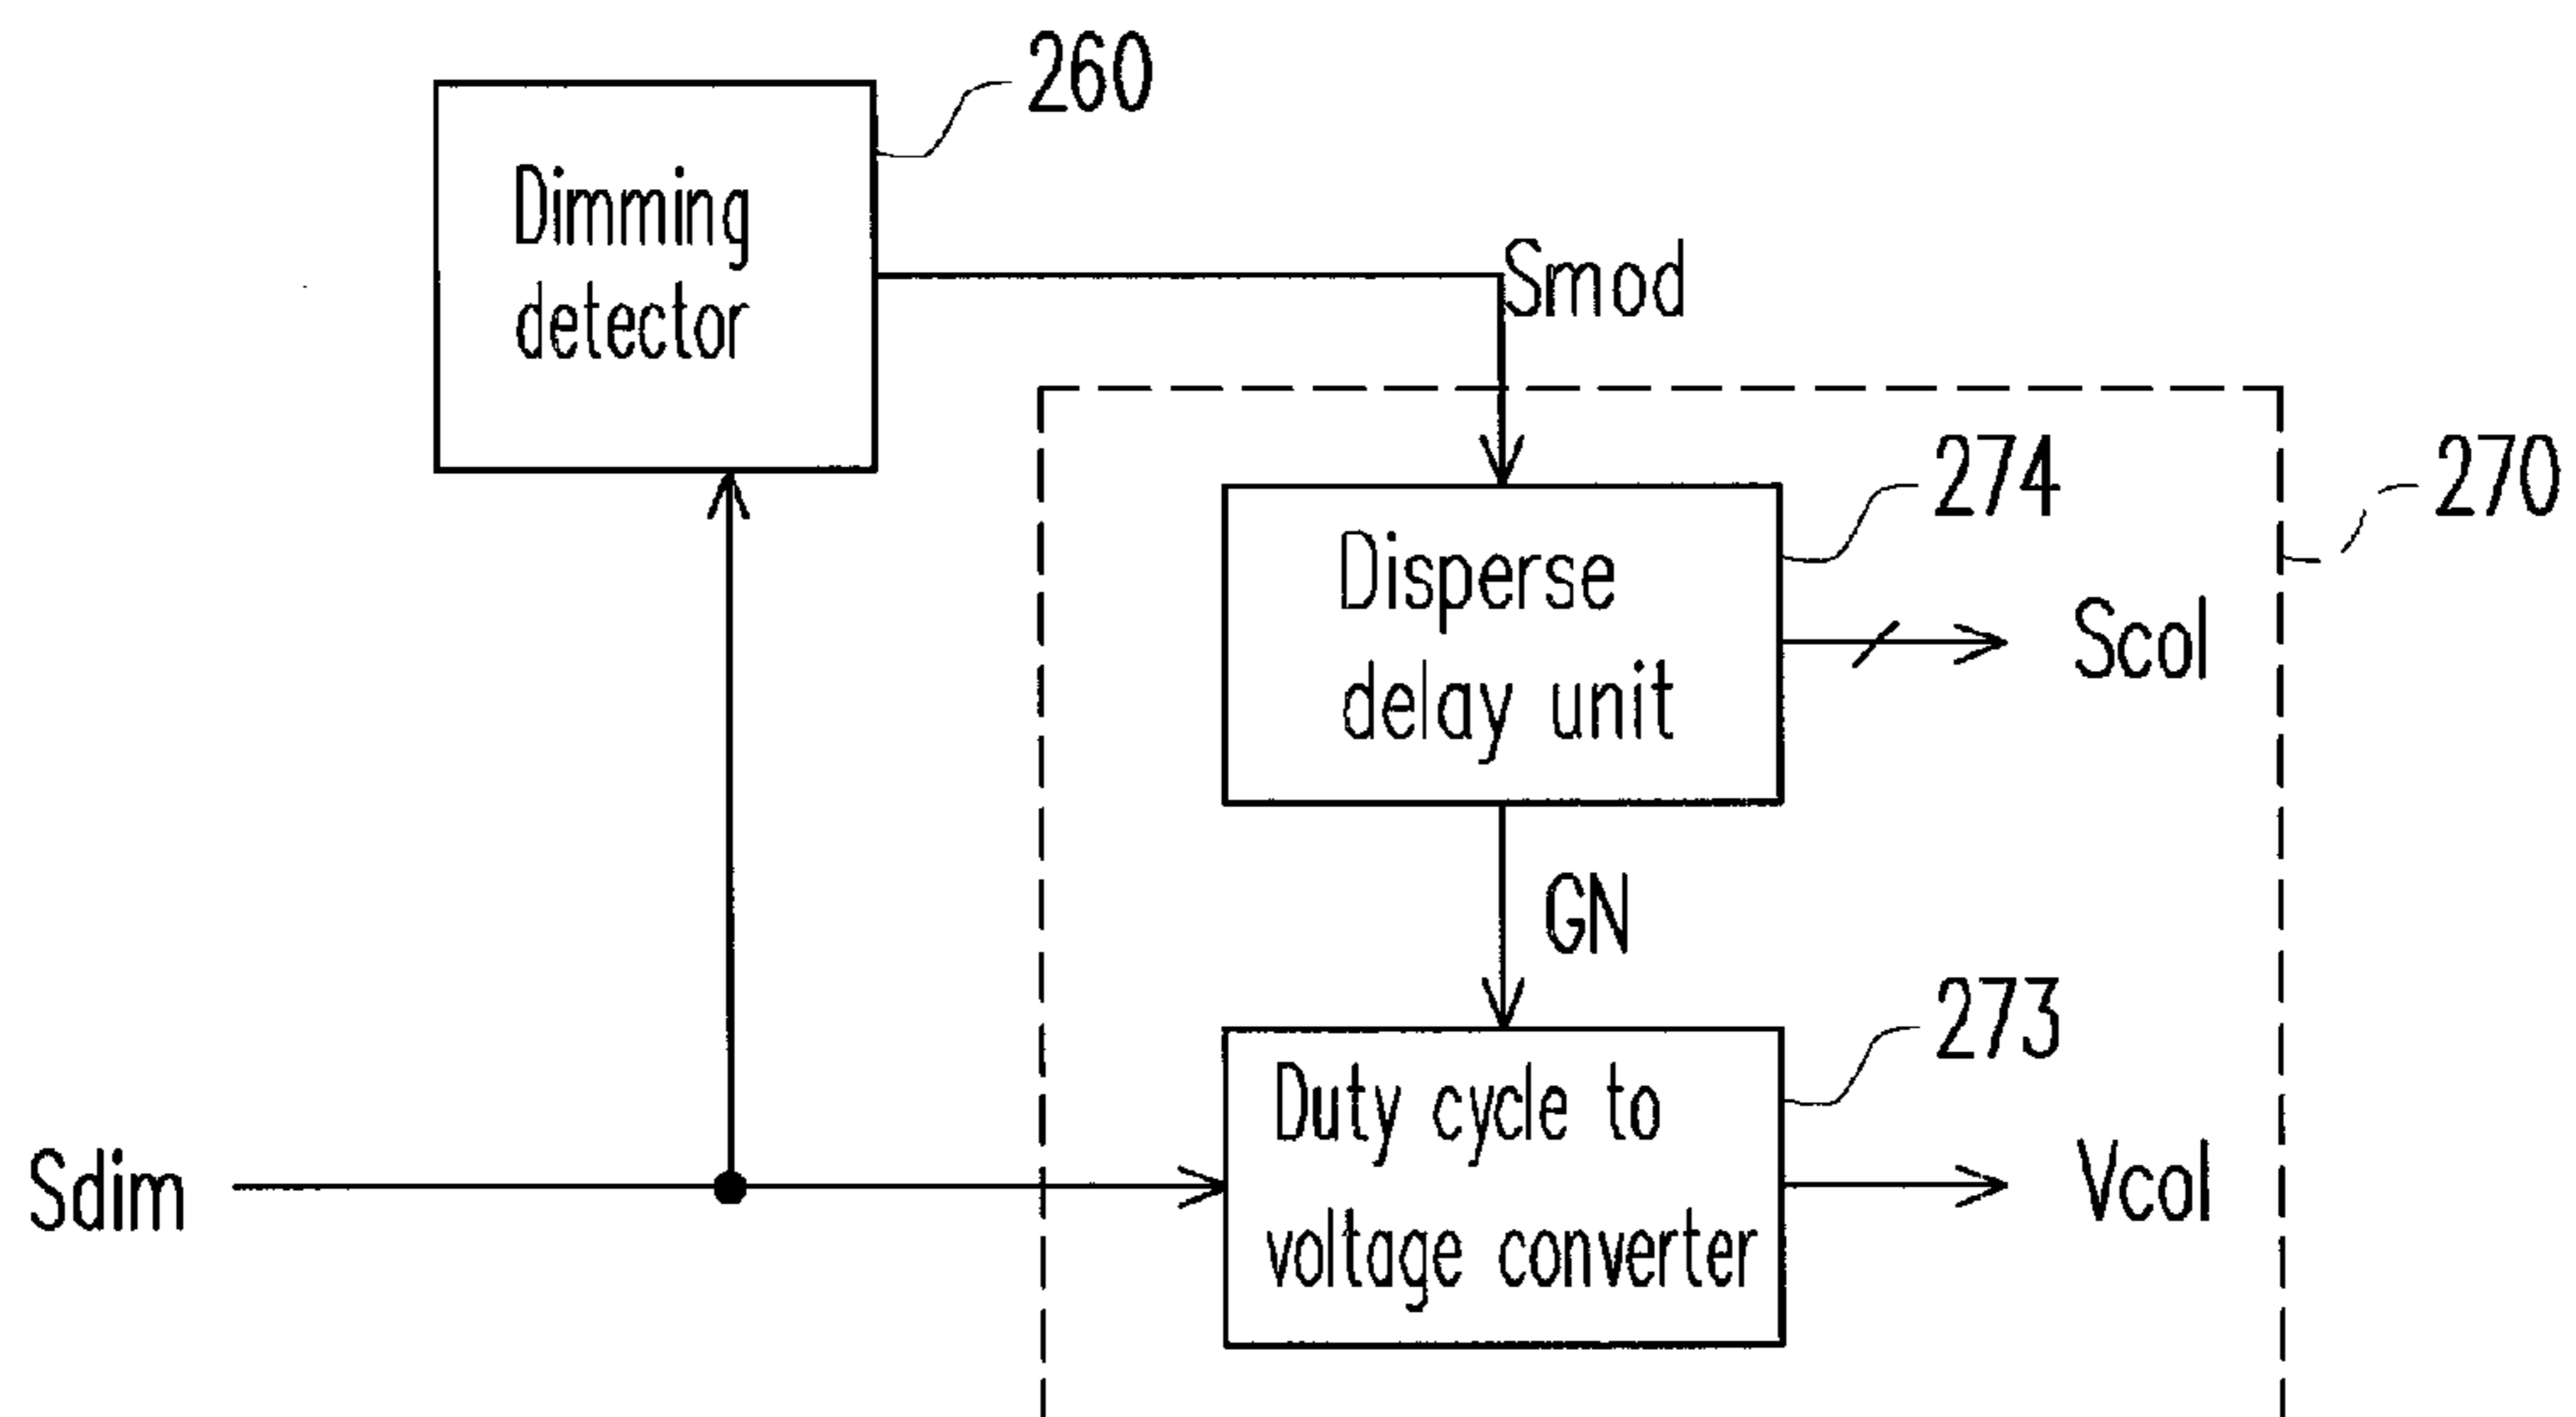 260
Dimming
detector
Smod
274
270
Disperse
delay unit
Scol
GN
273
Duty cycle to
voltage converter
Sdim
Vcol